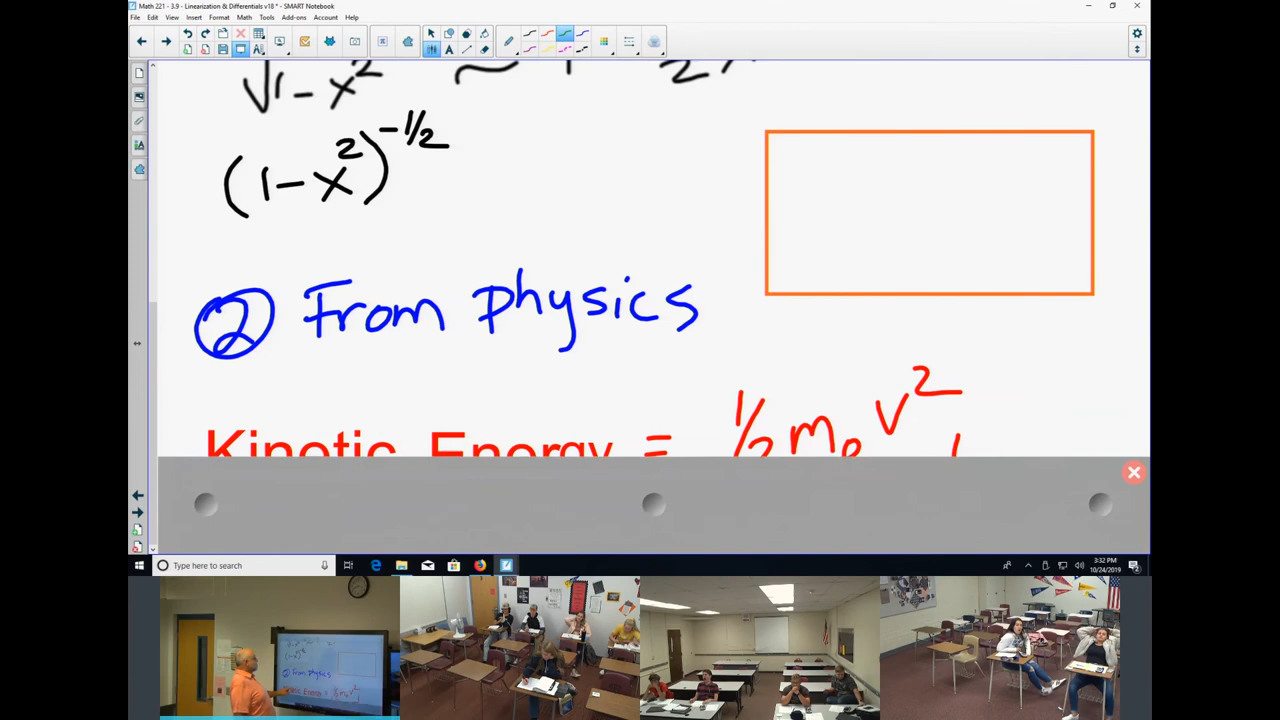 Math 221 - 3.9 - Linearization & Differentials v18 * - SMART Notebook
File Edit View Insert Format Math Tools Add-ons Account Help
√1-x² ≈ 1
(1-x²)^-1/2
② From physics
Kinetic Energy = 1/2 m₀ v²
Type here to search
3:32 PM
10/24/2019